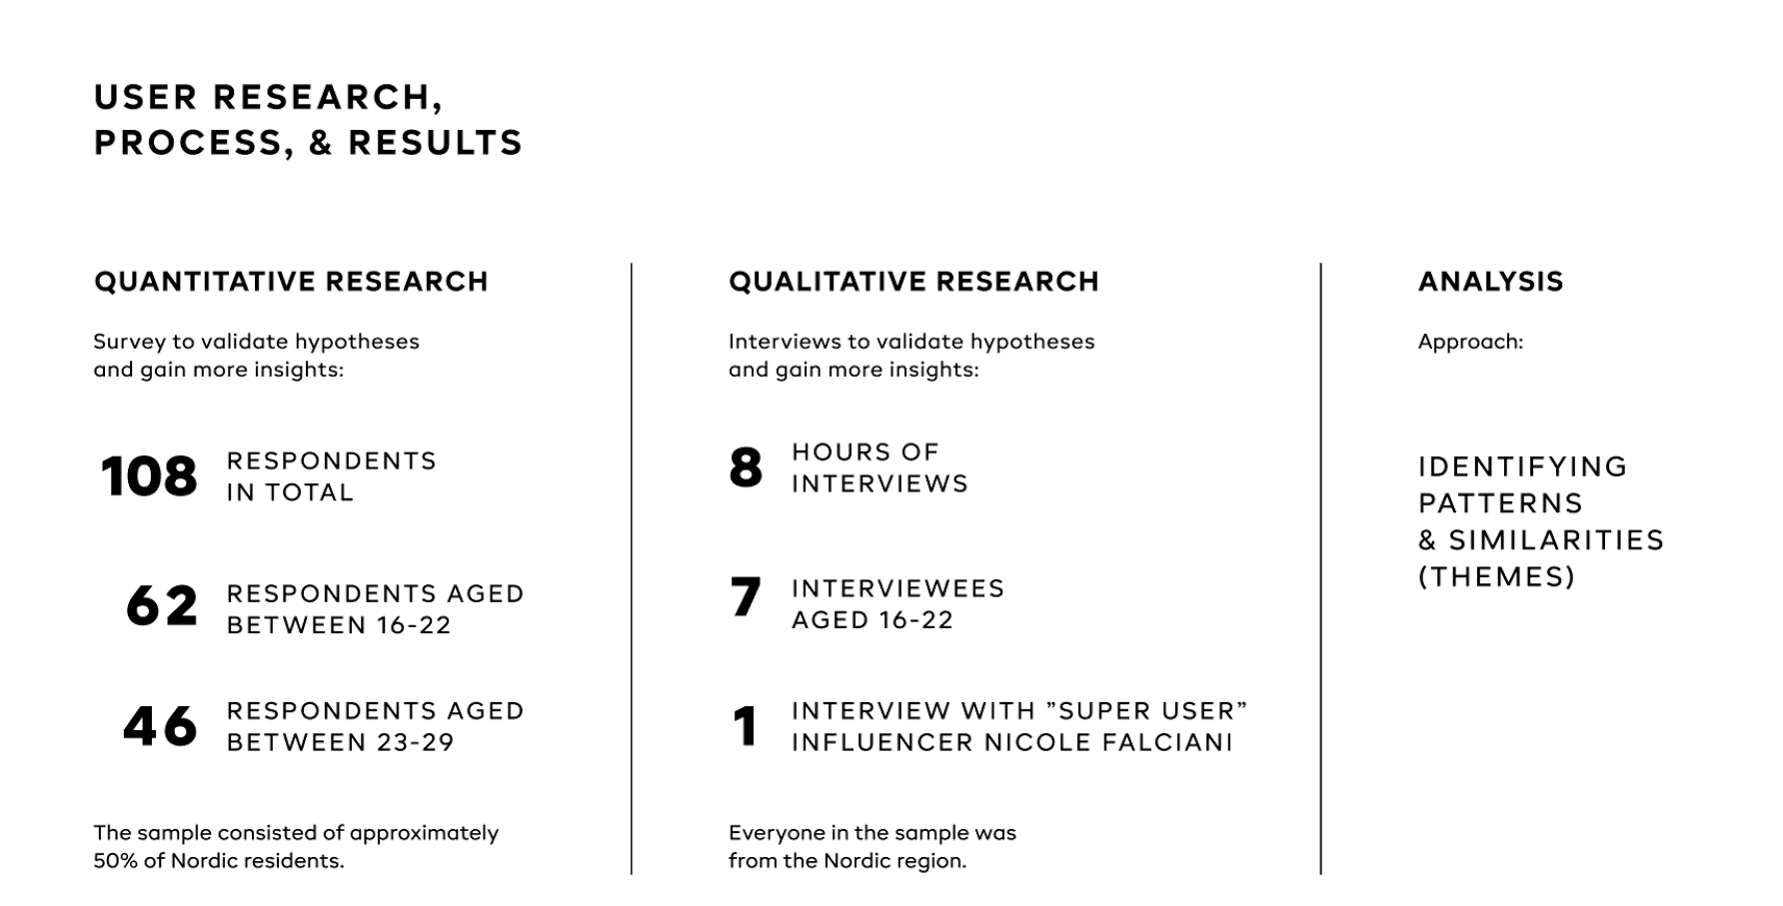 USER RESEARCH,
PROCESS, & RESULTS
QUANTITATIVE RESEARCH
Survey to validate hypotheses
and gain more insights:
108 RESPONDENTS
IN TOTAL
62 RESPONDENTS AGED
BETWEEN 16-22
46 RESPONDENTS AGED
BETWEEN 23-29
The sample consisted of approximately
50% of Nordic residents.
QUALITATIVE RESEARCH
Interviews to validate hypotheses
and gain more insights:
8 HOURS OF
INTERVIEWS
7 INTERVIEWEES
AGED 16-22
1 INTERVIEW WITH ”SUPER USER”
INFLUENCER NICOLE FALCIANI
Everyone in the sample was
from the Nordic region.
ANALYSIS
Approach:
IDENTIFYING
PATTERNS
& SIMILARITIES
(THEMES)